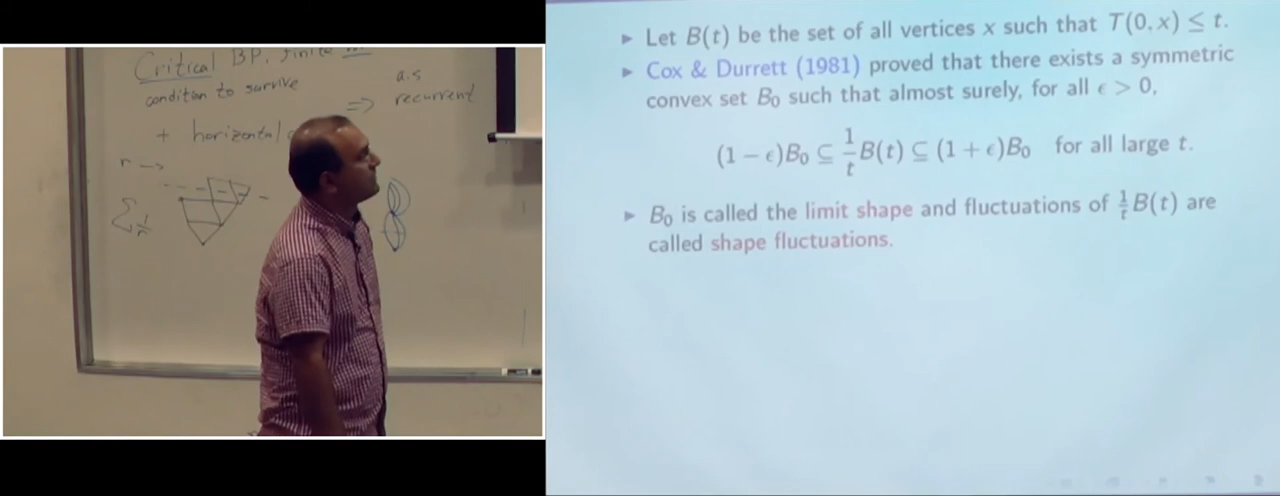 Critical BP, finite
condition to survive
+ horizontal
a.s
=> recurrent
n →
∑ 1/n
▸ Let B(t) be the set of all vertices x such that T(0, x) ≤ t.
▸ Cox & Durrett (1981) proved that there exists a symmetric
convex set B₀ such that almost surely, for all ϵ > 0,
(1 − ϵ)B₀ ⊆ 1/t B(t) ⊆ (1 + ϵ)B₀ for all large t.
▸ B₀ is called the limit shape and fluctuations of 1/t B(t) are
called shape fluctuations.